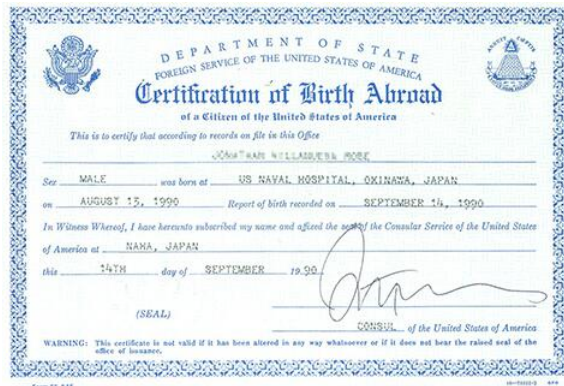 DEPARTMENT OF STATE
FOREIGN SERVICE OF THE UNITED STATES OF AMERICA
Certification of Birth Abroad
of a Citizen of the United States of America
This is to certify that according to records on file in this Office
JONATHAN ROSE
Sex MALE was born at US NAVAL HOSPITAL, OKINAWA, JAPAN
on AUGUST 13, 1990 Report of birth recorded on SEPTEMBER 14, 1990
In Witness Whereof, I have hereunto subscribed my name and affixed the seal of the Consular Service of the United States
of America at NAHA, JAPAN
this 14TH day of SEPTEMBER 19 90
(SEAL)
CONSUL of the United States of America
WARNING: This certificate is not valid if it has been altered in any way whatsoever or if it does not bear the raised seal of the
office of issuance.